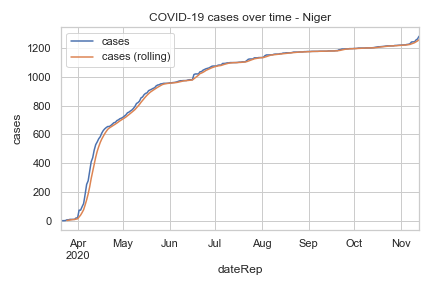 COVID-19 cases over time - Niger
cases
cases (rolling)
1200
1000
800
600
400
200
0
cases
Apr May Jun Jul Aug Sep Oct Nov
2020
dateRep